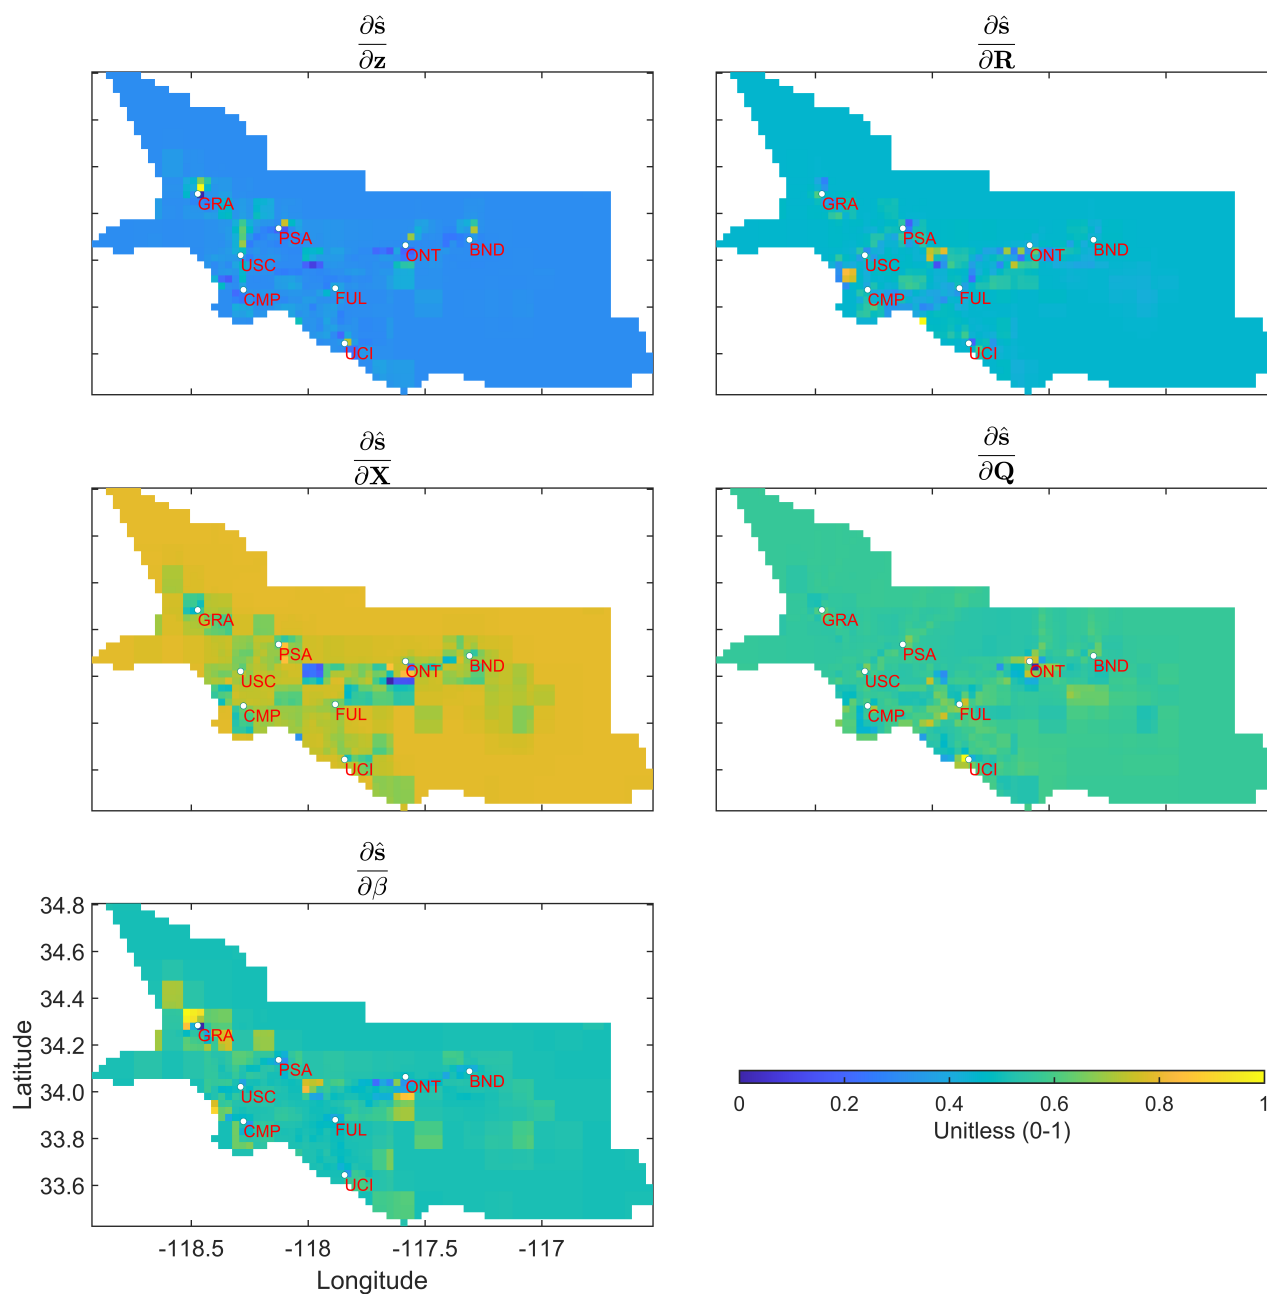 ∂ŝ
∂z
∂ŝ
∂R
GRA
PSA
USC
ONT
BND
CMP
FUL
UCI
GRA
PSA
USC
ONT
BND
CMP
FUL
UCI
∂ŝ
∂X
∂ŝ
∂Q
GRA
PSA
USC
ONT
BND
CMP
FUL
UCI
GRA
PSA
USC
ONT
BND
CMP
FUL
UCI
∂ŝ
∂β
34.8
34.6
34.4
34.2
34.0
33.8
33.6
Latitude
GRA
PSA
USC
ONT
BND
CMP
FUL
UCI
-118.5 -118 -117.5 -117
Longitude
0 0.2 0.4 0.6 0.8 1
Unitless (0-1)